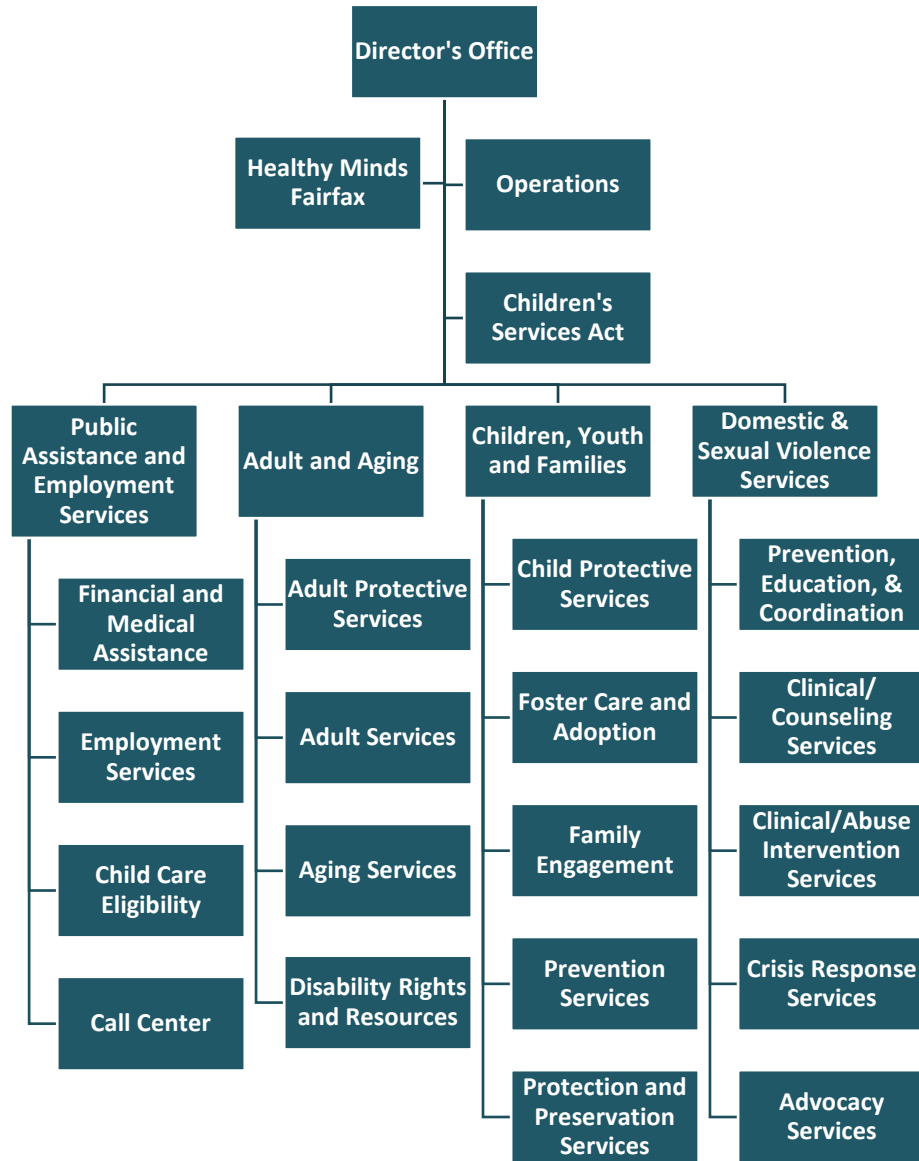 Director's Office
Healthy Minds
Fairfax
Operations
Children's
Services Act
Public
Assistance and
Employment
Services
Financial and
Medical
Assistance
Employment
Services
Child Care
Eligibility
Call Center
Adult and Aging
Adult Protective
Services
Adult Services
Aging Services
Disability Rights
and Resources
Children, Youth
and Families
Child Protective
Services
Foster Care and
Adoption
Family
Engagement
Prevention
Services
Protection and
Preservation
Services
Domestic &
Sexual Violence
Services
Prevention,
Education, &
Coordination
Clinical/
Counseling
Services
Clinical/Abuse
Intervention
Services
Crisis Response
Services
Advocacy
Services